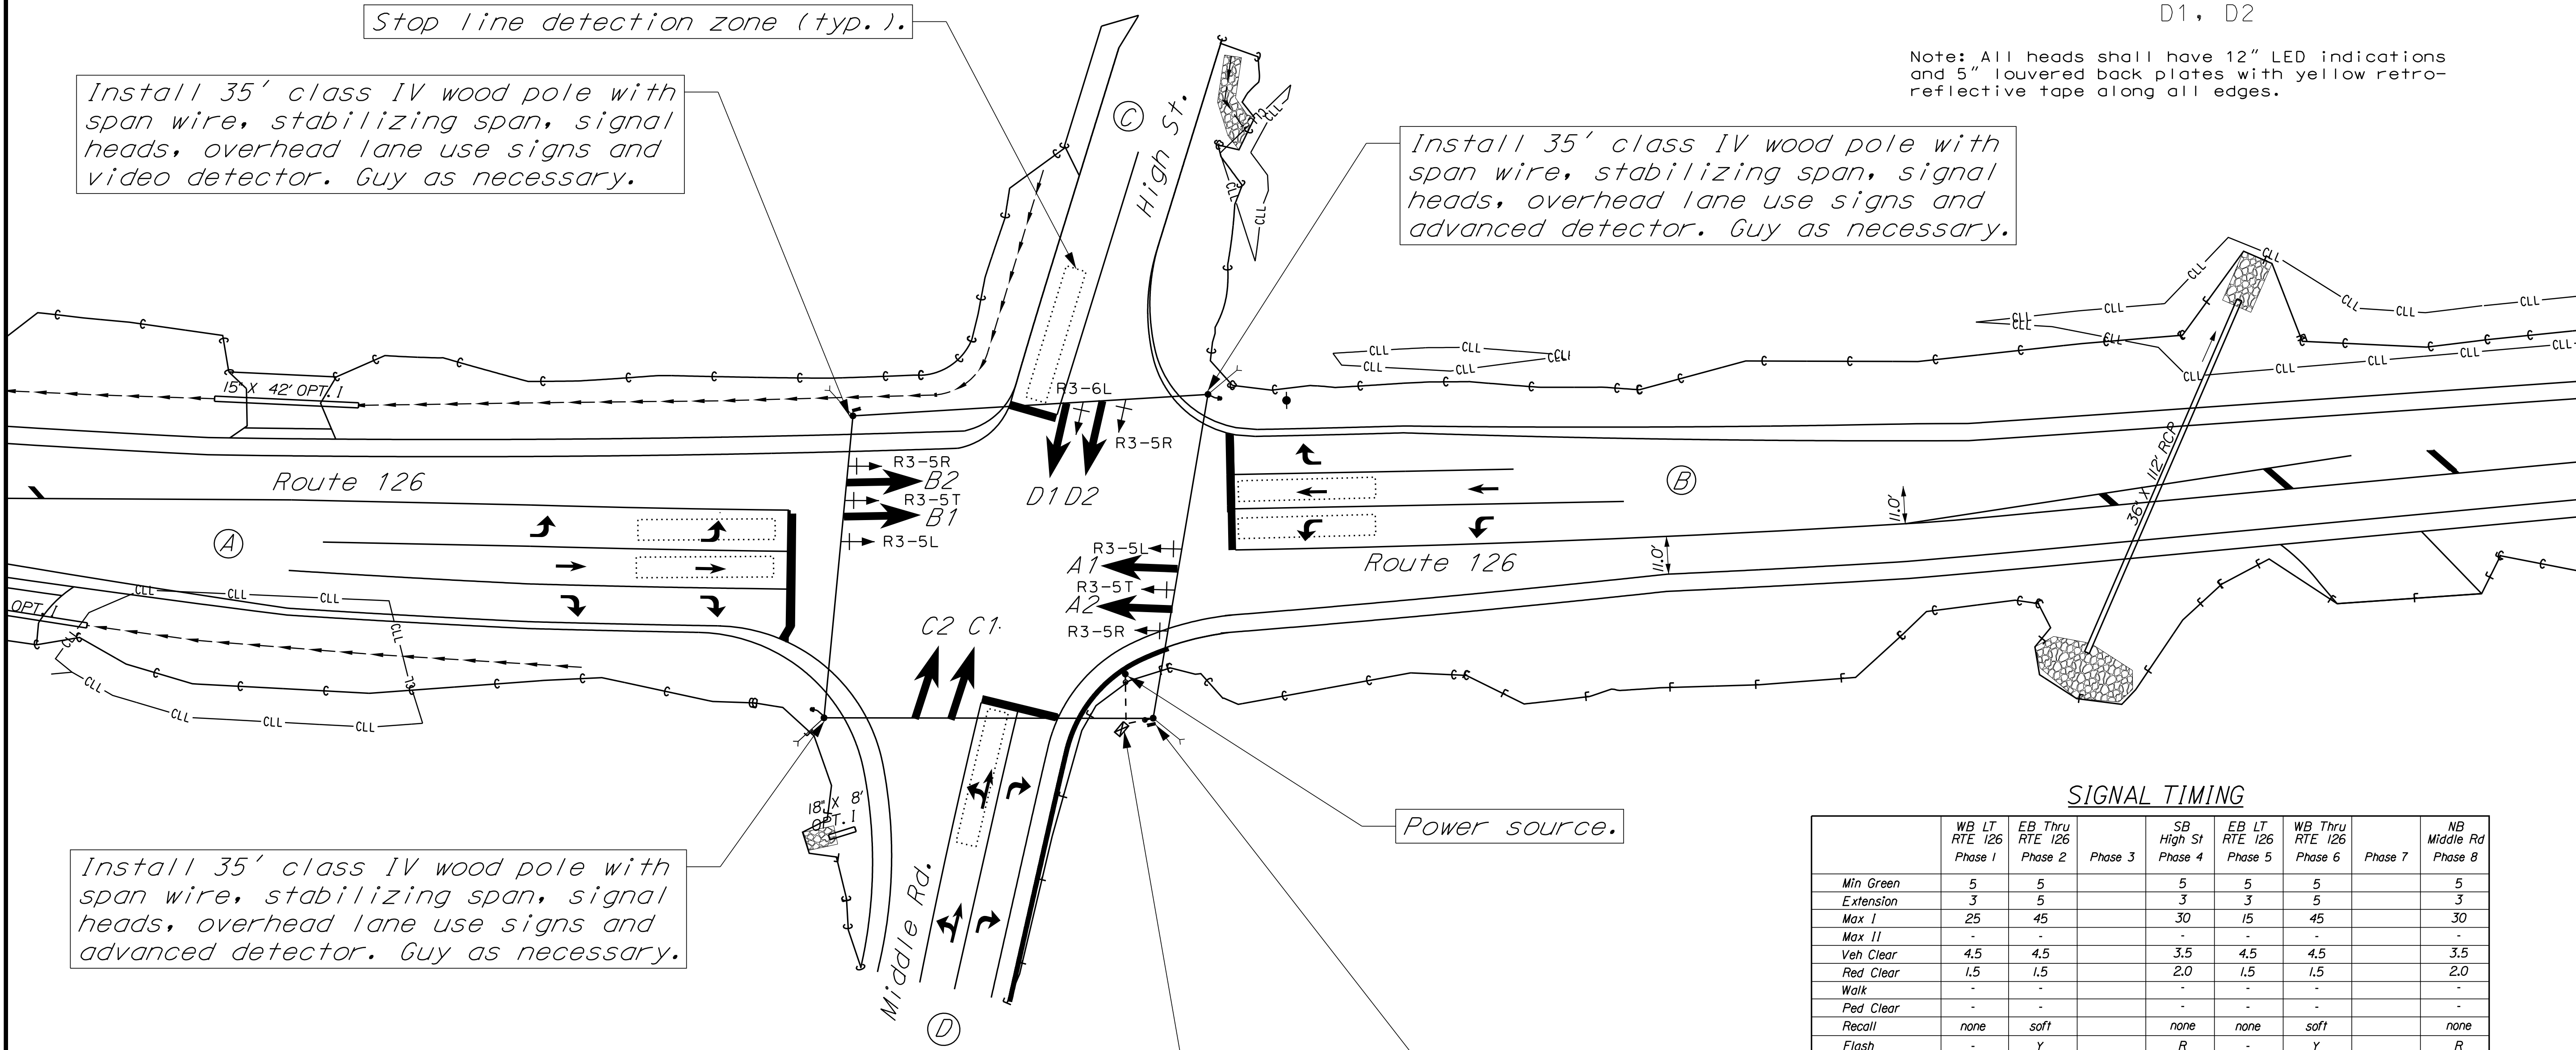 D1, D2
Note: All heads shall have 12" LED indications
and 5" louvered back plates with yellow retro-
reflective tape along all edges.
Stop line detection zone (typ.).
Install 35' class IV wood pole with
span wire, stabilizing span, signal
heads, overhead lane use signs and
video detector. Guy as necessary.
Install 35' class IV wood pole with
span wire, stabilizing span, signal
heads, overhead lane use signs and
advanced detector. Guy as necessary.
C
High St.
CLL
CLL
CLL
CLL
15" X 42' OPT. I
R3-6L
R3-5R
D1 D2
Route 126
R3-5R
B2
R3-5T
B1
R3-5L
A
B
11.0'
11.0'
36" X 112' RCP
Route 126
R3-5L
A1
R3-5T
A2
R3-5R
C2 C1
OPT. I
CLL
CLL
CLL
CLL
CLL
CLL
CLL
CLL
18" X 8'
OPT. I
Power source.
Install 35' class IV wood pole with
span wire, stabilizing span, signal
heads, overhead lane use signs and
advanced detector. Guy as necessary.
Middle Rd.
D
SIGNAL TIMING
WB LT RTE 126 Phase 1
EB Thru RTE 126 Phase 2
Phase 3
SB High St Phase 4
EB LT RTE 126 Phase 5
WB Thru RTE 126 Phase 6
Phase 7
NB Middle Rd Phase 8
Min Green 5 5 5 5 5 5
Extension 3 5 3 3 5 3
Max I 25 45 30 15 45 30
Max II - - - - - -
Veh Clear 4.5 4.5 3.5 4.5 4.5 3.5
Red Clear 1.5 1.5 2.0 1.5 1.5 2.0
Walk - - - - - -
Ped Clear - - - - - -
Recall none soft none none soft none
Flash - Y R - Y R